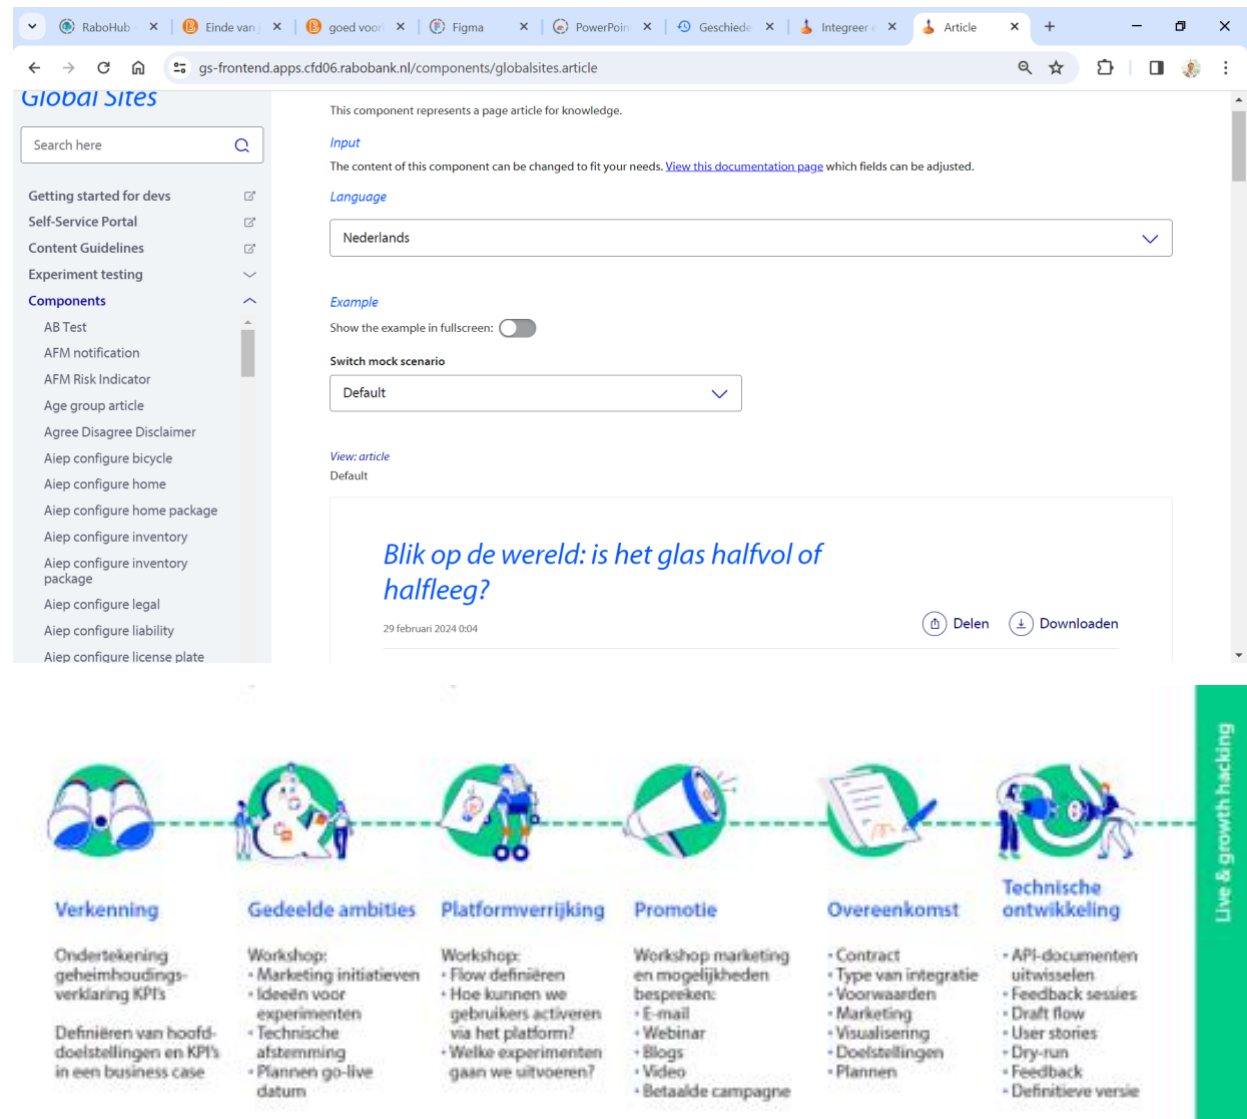 RaboHub
Einde van j
goed voor
Figma
PowerPoin
Geschiede
Integreer e
Article
gs-frontend.apps.cfd06.rabobank.nl/components/globalsites.article
Global Sites
Search here
Getting started for devs
Self-Service Portal
Content Guidelines
Experiment testing
Components
AB Test
AFM notification
AFM Risk Indicator
Age group article
Agree Disagree Disclaimer
Aiep configure bicycle
Aiep configure home
Aiep configure home package
Aiep configure inventory
Aiep configure inventory
package
Aiep configure legal
Aiep configure liability
Aiep configure license plate
This component represents a page article for knowledge.
Input
The content of this component can be changed to fit your needs. View this documentation page which fields can be adjusted.
Language
Nederlands
Example
Show the example in fullscreen:
Switch mock scenario
Default
View: article
Default
Blik op de wereld: is het glas halfvol of
halfleeg?
29 februari 2024 0:04
Delen
Downloaden
Verkenning
Ondertekening
geheimhoudings-
verklaring KPI's
Definiëren van hoofd-
doelstellingen en KPI's
in een business case
Gedeelde ambities
Workshop:
• Marketing initiatieven
• Ideeën voor
experimenten
• Technische
afstemming
• Plannen go-live
datum
Platformverrijking
Workshop:
• Flow definiëren
• Hoe kunnen we
gebruikers activeren
via het platform?
• Welke experimenten
gaan we uitvoeren?
Promotie
Workshop marketing
en mogelijkheden
bespreken:
• E-mail
• Webinar
• Blogs
• Video
• Betaalde campagne
Overeenkomst
• Contract
• Type van integratie
• Voorwaarden
• Marketing
• Visualisering
• Doelstellingen
• Plannen
Technische
ontwikkeling
• API-documenten
uitwisselen
• Feedback sessies
• Draft flow
• User stories
• Dry-run
• Feedback
• Definitieve versie
Live & growth hacking